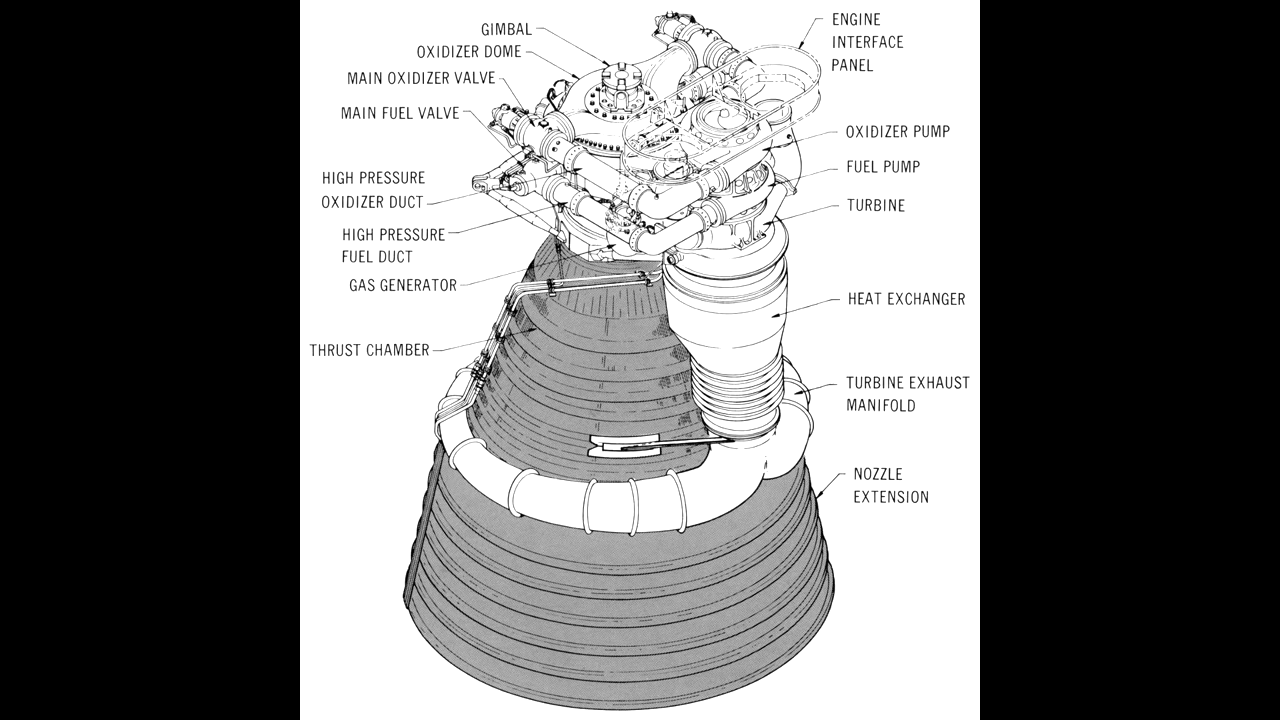 GIMBAL
OXIDIZER DOME
MAIN OXIDIZER VALVE
MAIN FUEL VALVE
HIGH PRESSURE
OXIDIZER DUCT
HIGH PRESSURE
FUEL DUCT
GAS GENERATOR
THRUST CHAMBER
ENGINE
INTERFACE
PANEL
OXIDIZER PUMP
FUEL PUMP
TURBINE
HEAT EXCHANGER
TURBINE EXHAUST
MANIFOLD
NOZZLE
EXTENSION